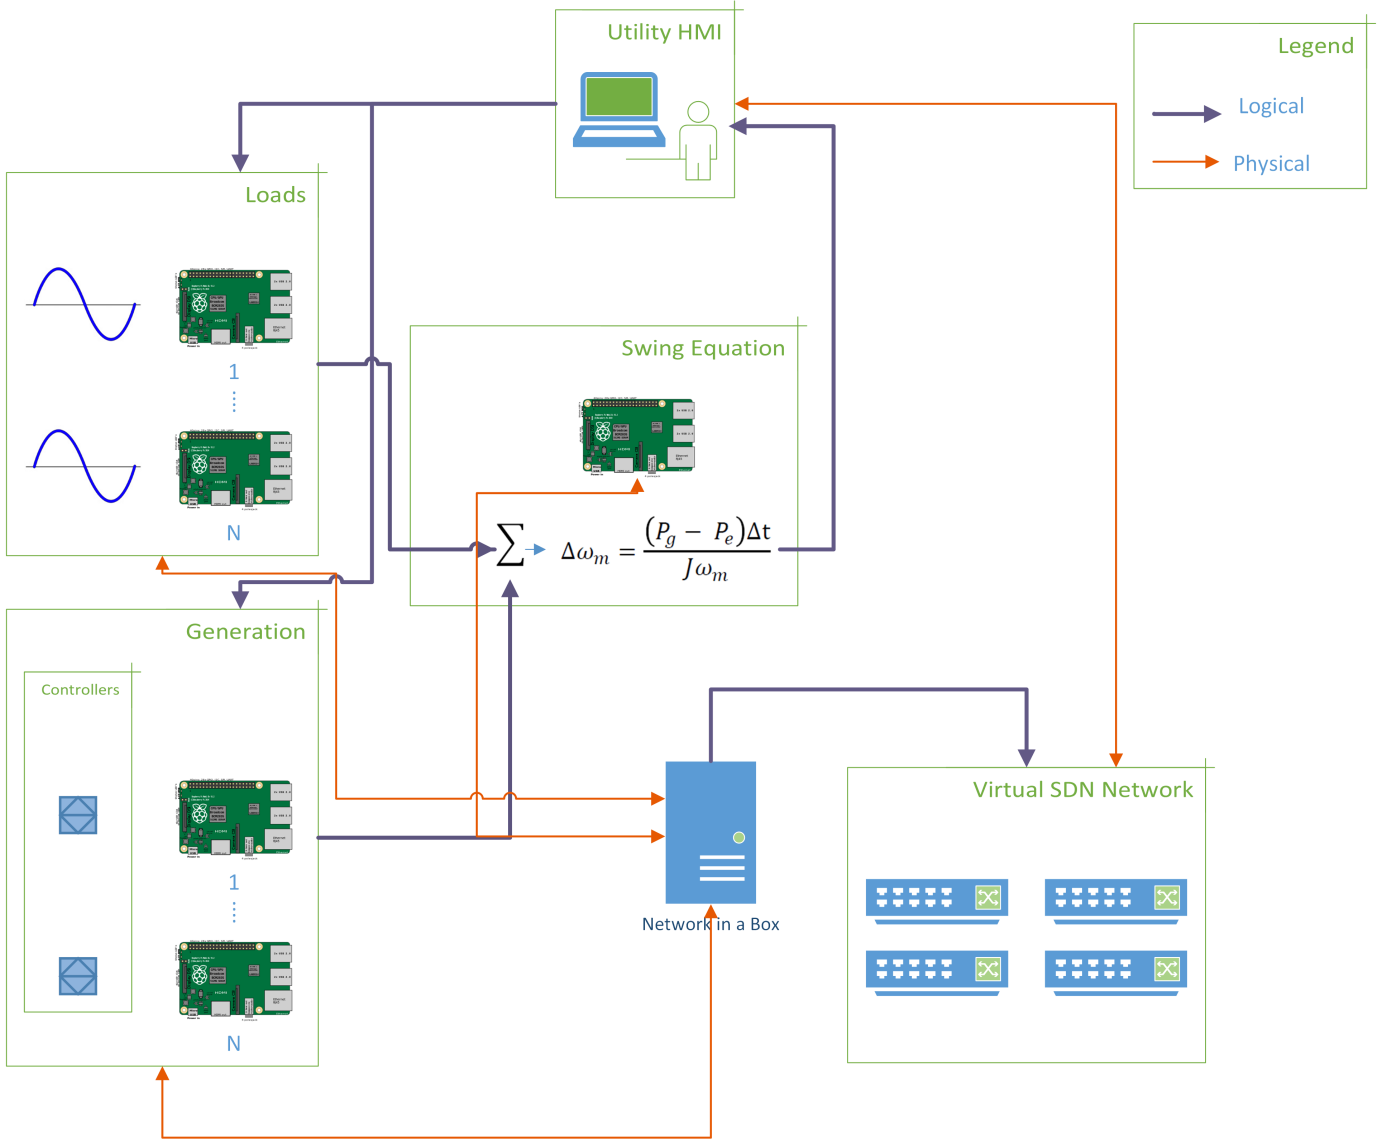 Utility HMI
Legend
Logical
Physical
Loads
1
N
Swing Equation
∑ Δω_m = (P_g − P_e)Δt / Jω_m
Generation
Controllers
1
N
Network in a Box
Virtual SDN Network